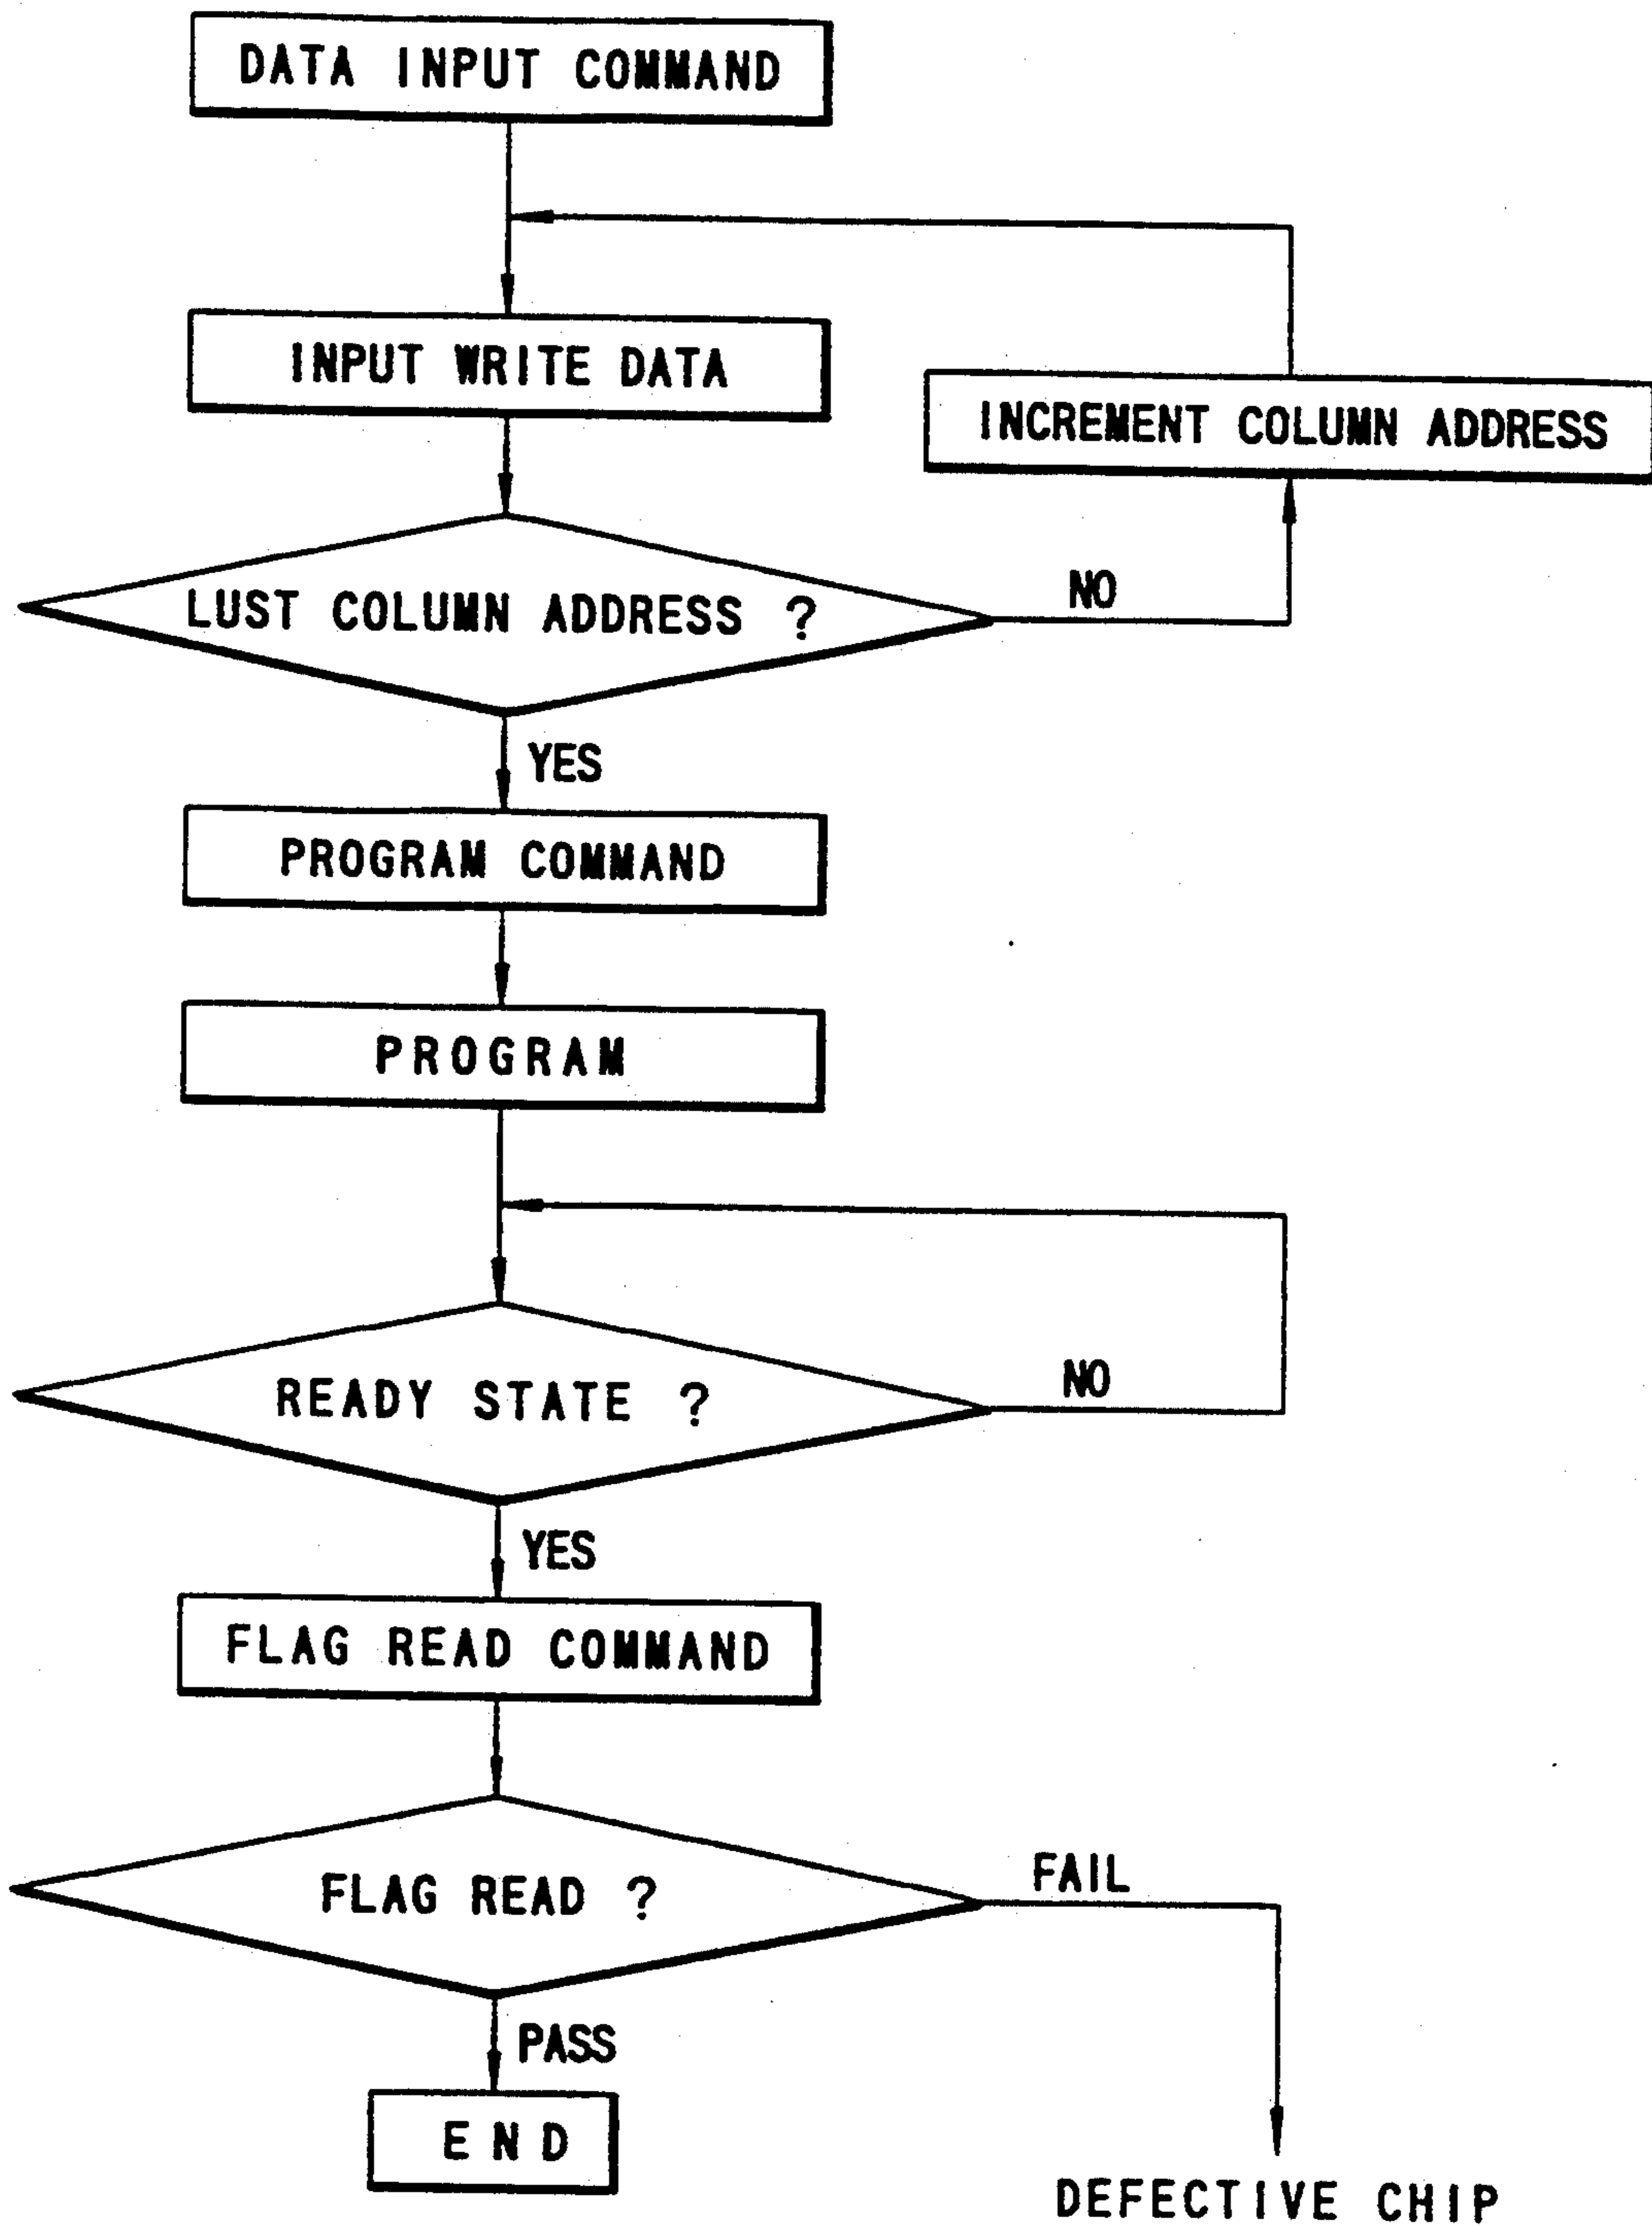 DATA INPUT COMMAND
INPUT WRITE DATA
INCREMENT COLUMN ADDRESS
LUST COLUMN ADDRESS ?
NO
YES
PROGRAM COMMAND
PROGRAM
READY STATE ?
NO
YES
FLAG READ COMMAND
FLAG READ ?
FAIL
PASS
END
DEFECTIVE CHIP